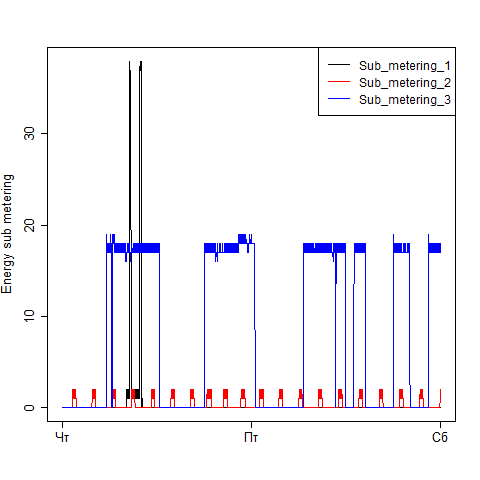 Sub_metering_1
Sub_metering_2
Sub_metering_3
Energy sub metering
30
20
10
0
Чт Пт Сб